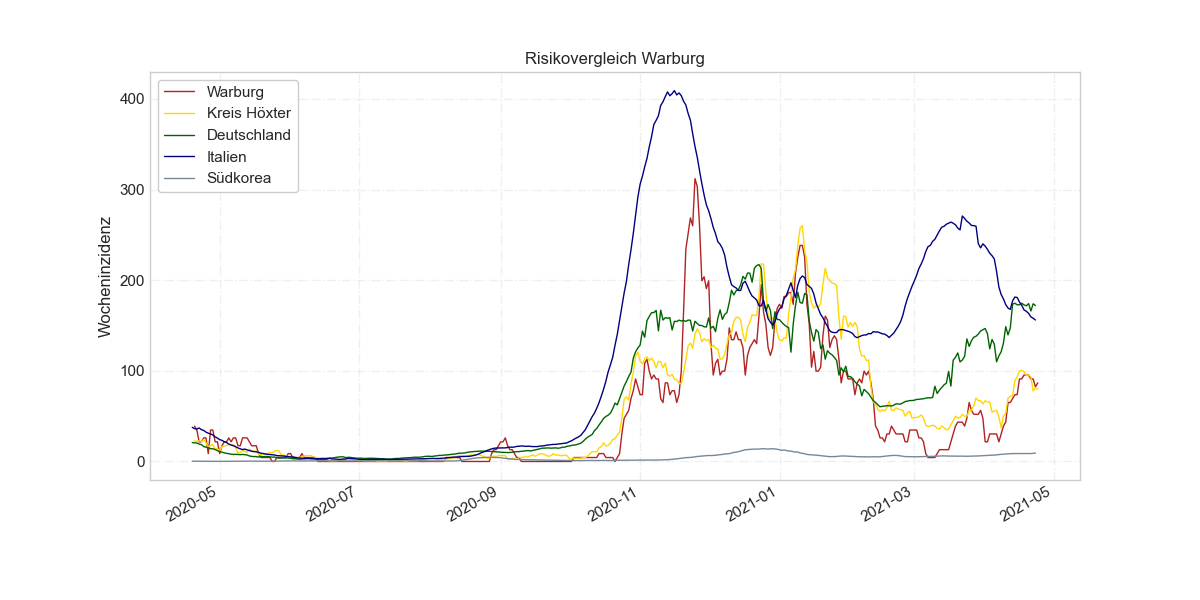 Risikovergleich Warburg
Warburg
Kreis Höxter
Deutschland
Italien
Südkorea
Wocheninzidenz
400
300
200
100
0
2020-05
2020-07
2020-09
2020-11
2021-01
2021-03
2021-05